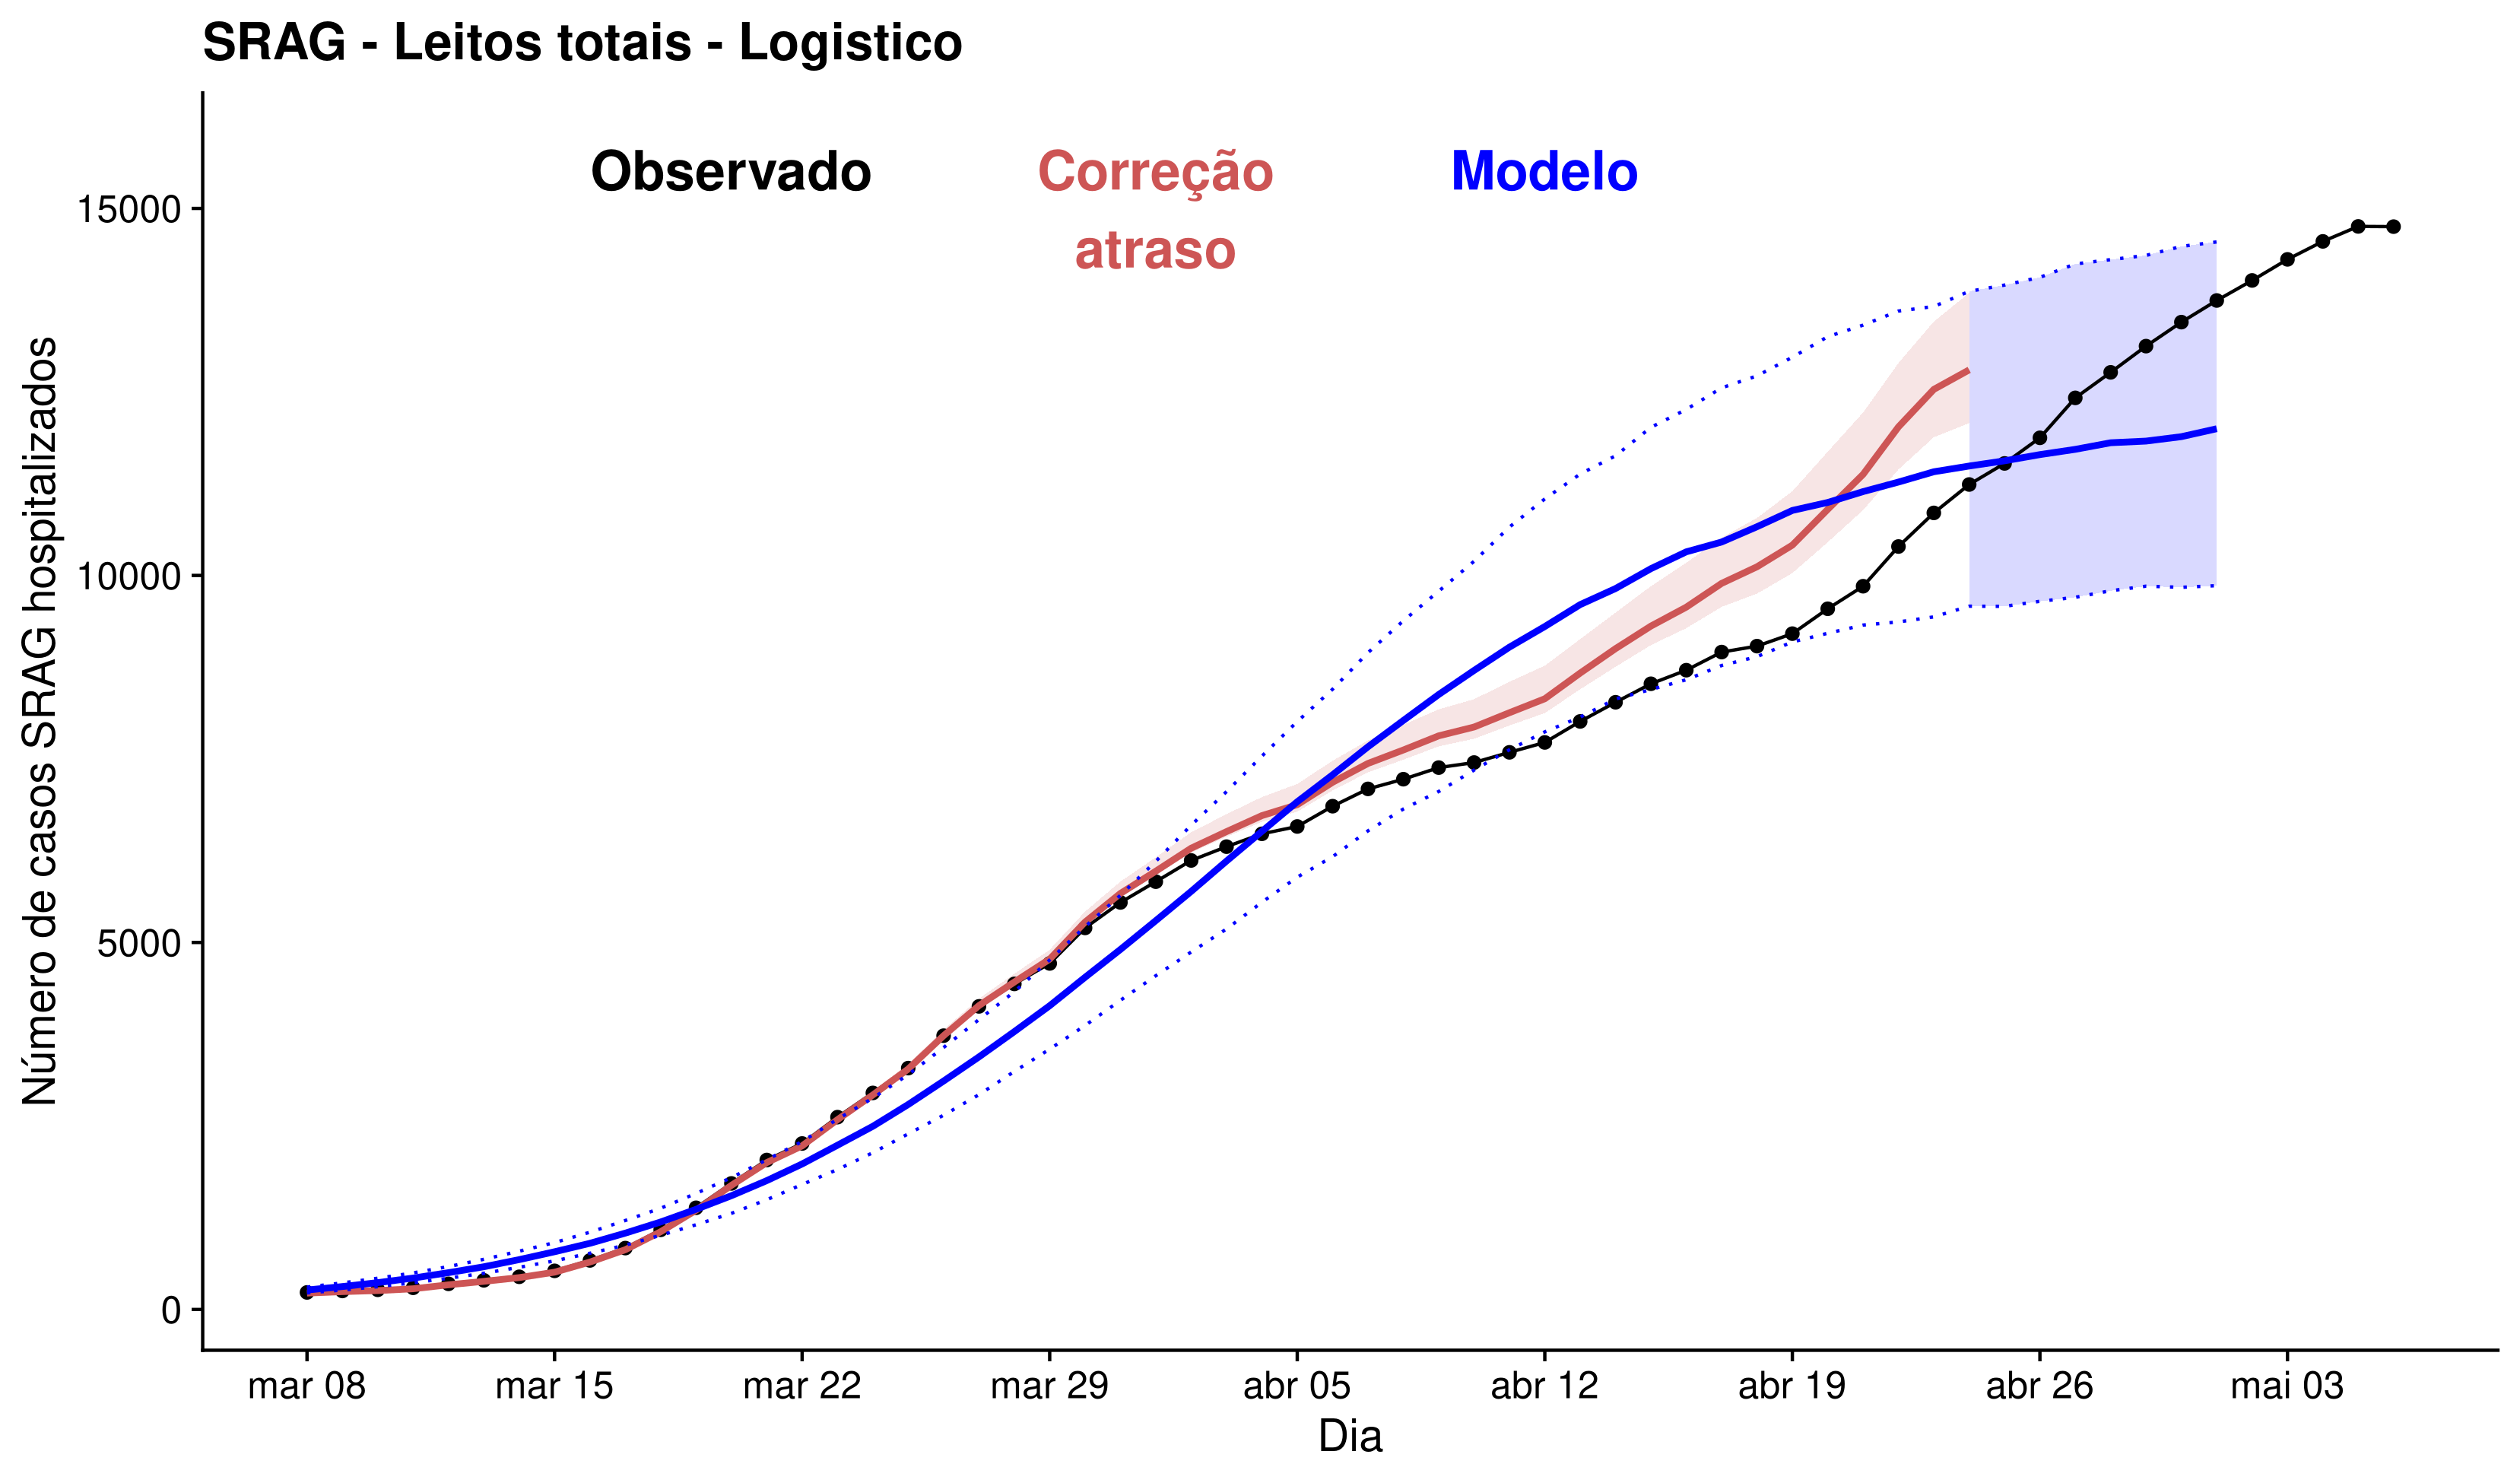 SRAG - Leitos totais - Logistico
Observado
Correção
atraso
Modelo
Número de casos SRAG hospitalizados
15000
10000
5000
0
mar 08
mar 15
mar 22
mar 29
abr 05
abr 12
abr 19
abr 26
mai 03
Dia